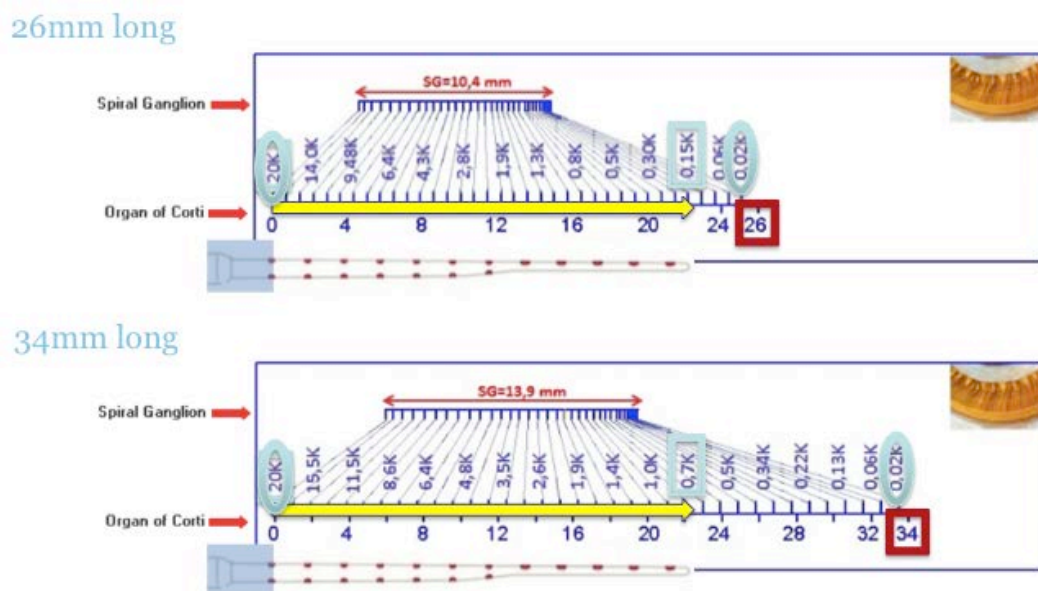 26mm long
SG=10,4 mm
Spiral Ganglion
20K 14,0K 9,48K 6,4K 4,3K 2,8K 1,9K 1,3K 0,8K 0,5K 0,30K 0,15K 0,06K 0,02K
Organ of Corti
0 4 8 12 16 20 24 26
34mm long
SG=13,9 mm
Spiral Ganglion
20K 15,5K 11,5K 8,6K 6,4K 4,8K 3,5K 2,6K 1,9K 1,4K 1,0K 0,7K 0,5K 0,34K 0,22K 0,13K 0,06K 0,02K
Organ of Corti
0 4 8 12 16 20 24 28 32 34